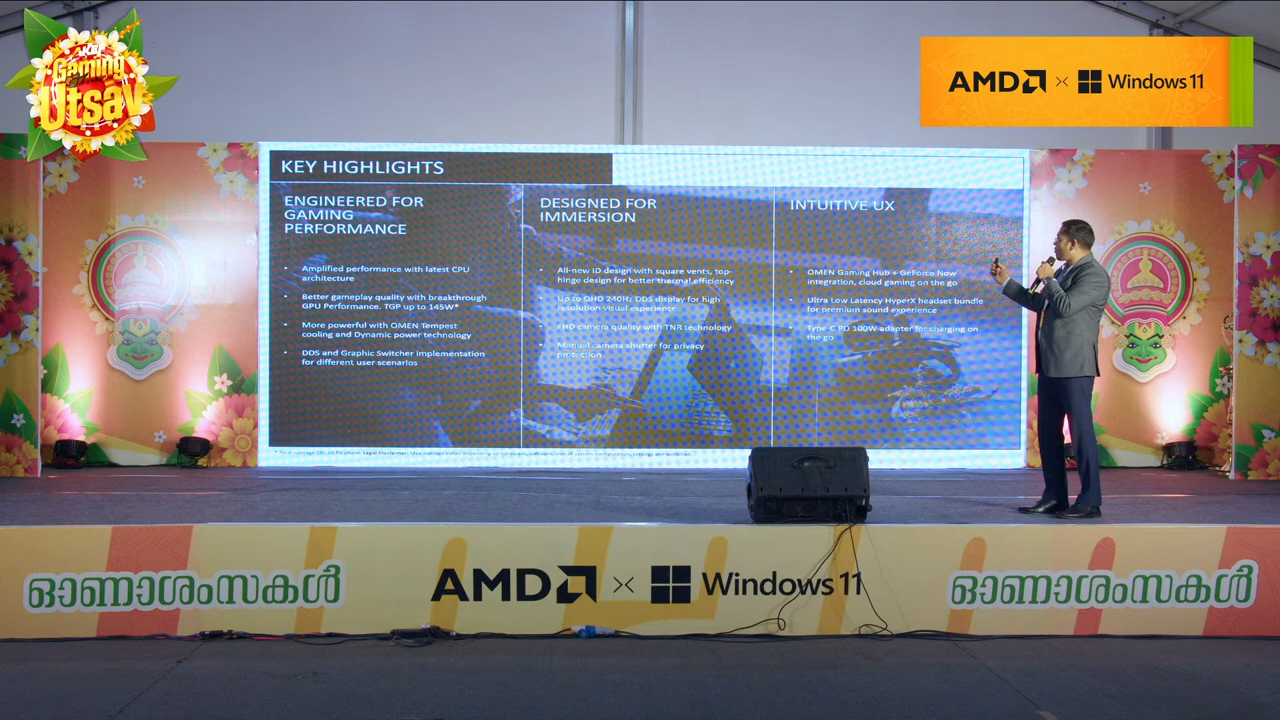 AKEF
Gaming
Utsav
AMD × Windows 11
KEY HIGHLIGHTS
ENGINEERED FOR
GAMING
PERFORMANCE
• Amplified performance with latest CPU
architecture
• Better gameplay quality with breakthrough
GPU Performance. TGP up to 145W*
• More powerful with OMEN Tempest
cooling and Dynamic power technology
• DDS and Graphic Switcher implementation
for different user scenarios
DESIGNED FOR
IMMERSION
• All-new ID design with square vents, top-
hinge design for better thermal efficiency
• Up to QHD 240Hz DDS display for high
resolution visual experience
• FHD camera quality with TNR technology
• Manual camera shutter for privacy
protection
INTUITIVE UX
• OMEN Gaming Hub + GeForce Now
integration, cloud gaming on the go
• Ultra Low Latency HyperX headset bundle
for premium sound experience
• Type-C PD 100W adapter for charging on
the go
ഓണാശംസകൾ
AMD × Windows 11
ഓണാശംസകൾ